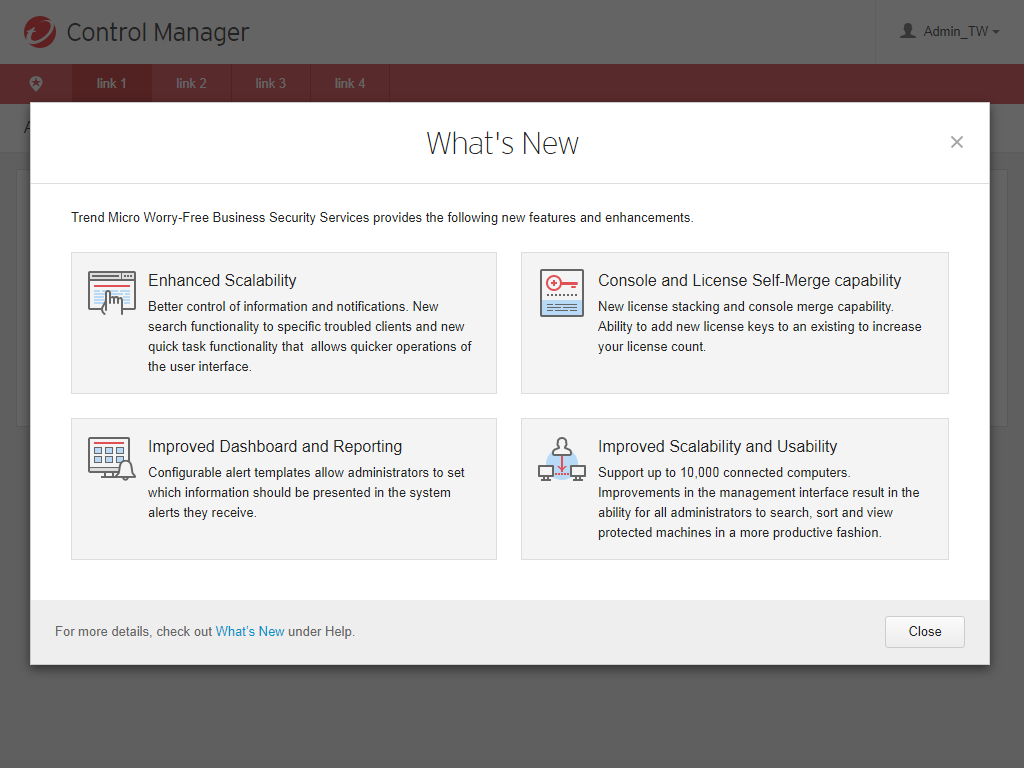 Control Manager
Admin_TW
link 1
link 2
link 3
link 4
What's New
Trend Micro Worry-Free Business Security Services provides the following new features and enhancements.
Enhanced Scalability
Better control of information and notifications. New
search functionality to specific troubled clients and new
quick task functionality that  allows quicker operations of
the user interface.
Console and License Self-Merge capability
New license stacking and console merge capability.
Ability to add new license keys to an existing to increase
your license count.
Improved Dashboard and Reporting
Configurable alert templates allow administrators to set
which information should be presented in the system
alerts they receive.
Improved Scalability and Usability
Support up to 10,000 connected computers.
Improvements in the management interface result in the
ability for all administrators to search, sort and view
protected machines in a more productive fashion.
For more details, check out What's New under Help.
Close